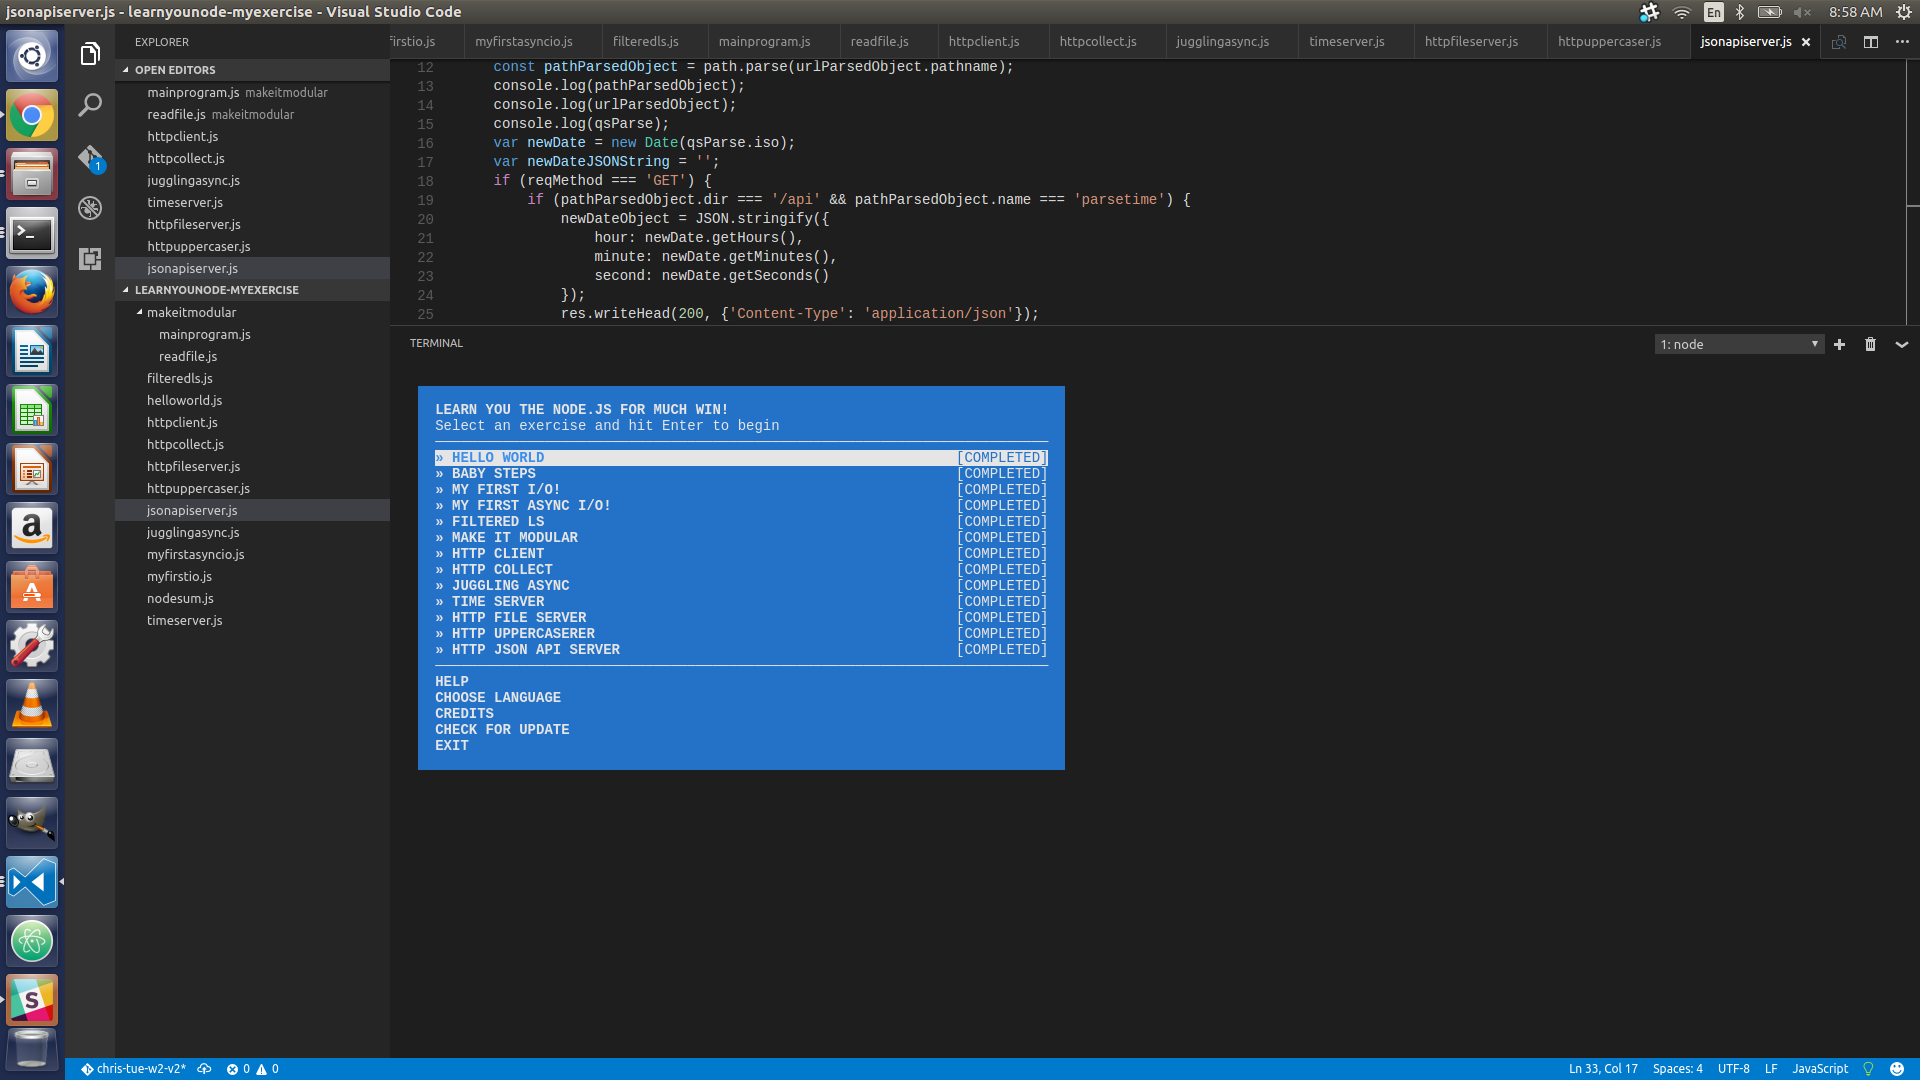 jsonapiserver.js - learnyounode-myexercise - Visual Studio Code
En
8:58 AM
EXPLORER
OPEN EDITORS
mainprogram.js makeitmodular
readfile.js makeitmodular
httpclient.js
httpcollect.js
jugglingasync.js
timeserver.js
httpfileserver.js
httpuppercaser.js
jsonapiserver.js
LEARNYOUNODE-MYEXERCISE
makeitmodular
mainprogram.js
readfile.js
filteredls.js
helloworld.js
httpclient.js
httpcollect.js
httpfileserver.js
httpuppercaser.js
jsonapiserver.js
jugglingasync.js
myfirstasyncio.js
myfirstio.js
nodesum.js
timeserver.js
1
firstio.js myfirstasyncio.js filteredls.js mainprogram.js readfile.js httpclient.js httpcollect.js jugglingasync.js timeserver.js httpfileserver.js httpuppercaser.js jsonapiserver.js
12 const pathParsedObject = path.parse(urlParsedObject.pathname);
13 console.log(pathParsedObject);
14 console.log(urlParsedObject);
15 console.log(qsParse);
16 var newDate = new Date(qsParse.iso);
17 var newDateJSONString = '';
18 if (reqMethod === 'GET') {
19 if (pathParsedObject.dir === '/api' && pathParsedObject.name === 'parsetime') {
20 newDateObject = JSON.stringify({
21 hour: newDate.getHours(),
22 minute: newDate.getMinutes(),
23 second: newDate.getSeconds()
24 });
25 res.writeHead(200, {'Content-Type': 'application/json'});
TERMINAL
1: node
LEARN YOU THE NODE.JS FOR MUCH WIN!
Select an exercise and hit Enter to begin
» HELLO WORLD [COMPLETED]
» BABY STEPS [COMPLETED]
» MY FIRST I/O! [COMPLETED]
» MY FIRST ASYNC I/O! [COMPLETED]
» FILTERED LS [COMPLETED]
» MAKE IT MODULAR [COMPLETED]
» HTTP CLIENT [COMPLETED]
» HTTP COLLECT [COMPLETED]
» JUGGLING ASYNC [COMPLETED]
» TIME SERVER [COMPLETED]
» HTTP FILE SERVER [COMPLETED]
» HTTP UPPERCASERER [COMPLETED]
» HTTP JSON API SERVER [COMPLETED]
HELP
CHOOSE LANGUAGE
CREDITS
CHECK FOR UPDATE
EXIT
chris-tue-w2-v2* 0 0
Ln 33, Col 17 Spaces: 4 UTF-8 LF JavaScript